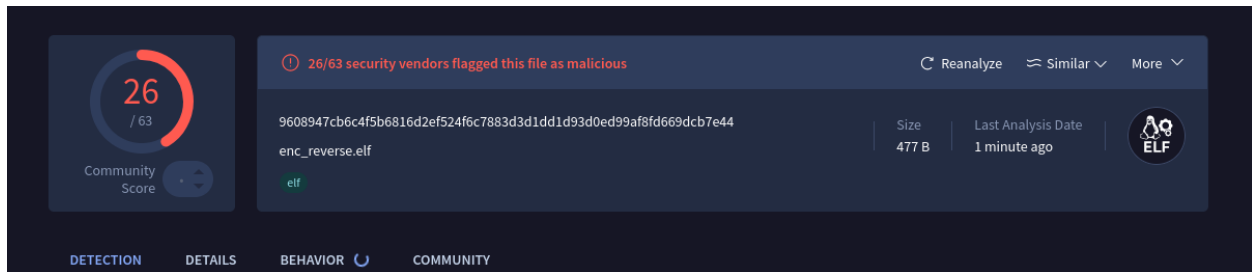 26/63 security vendors flagged this file as malicious
Reanalyze Similar More
26
/ 63
Community
Score
9608947cb6c4f5b6816d2ef524f6c7883d3d1dd1d93d0ed99af8fd669dcb7e44
enc_reverse.elf
elf
Size
477 B
Last Analysis Date
1 minute ago
ELF
DETECTION DETAILS BEHAVIOR COMMUNITY